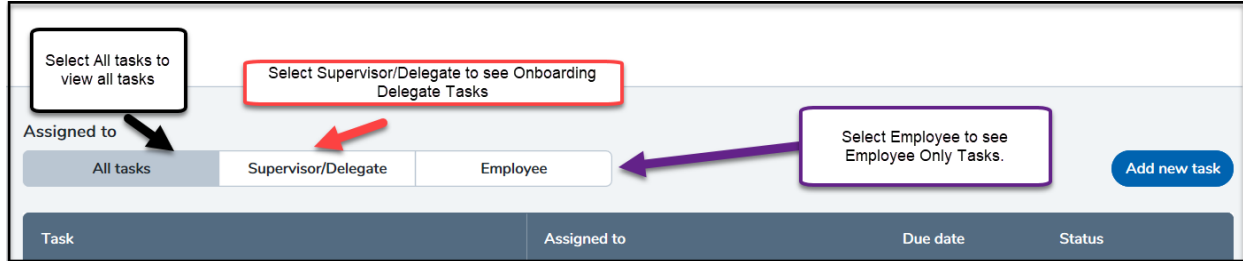 Select All tasks to
view all tasks
Select Supervisor/Delegate to see Onboarding
Delegate Tasks
Select Employee to see
Employee Only Tasks.
Assigned to
All tasks
Supervisor/Delegate
Employee
Add new task
Task
Assigned to
Due date
Status